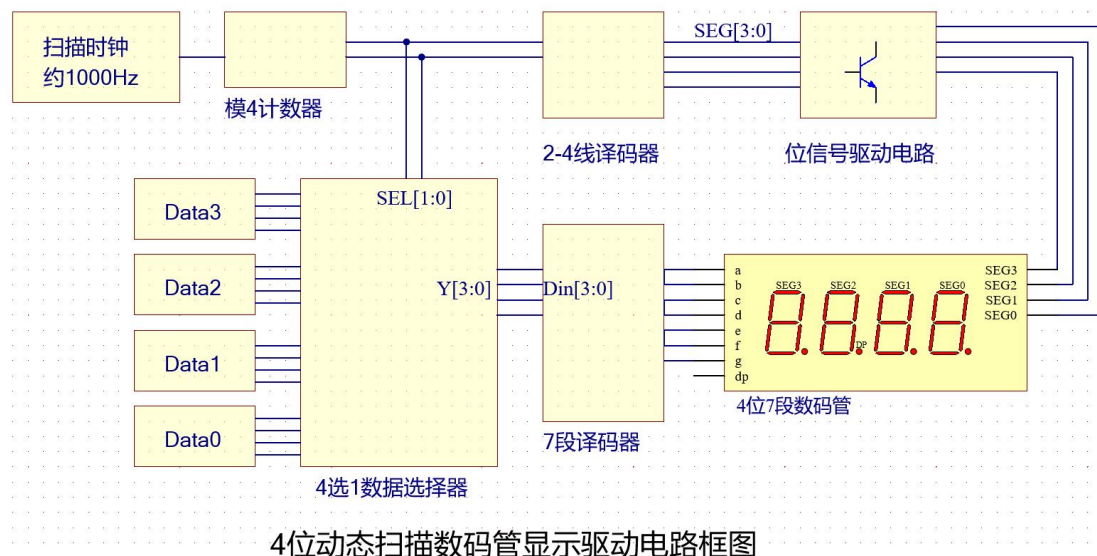 扫描时钟
约1000Hz
模4计数器
SEG[3:0]
2-4线译码器
位信号驱动电路
SEL[1:0]
Data3
Data2
Data1
Data0
Y[3:0]
4选1数据选择器
Din[3:0]
7段译码器
a
b
c
d
e
f
g
dp
SEG3
SEG2
SEG1
SEG0
DP
SEG3
SEG2
SEG1
SEG0
4位7段数码管
4位动态扫描数码管显示驱动电路框图